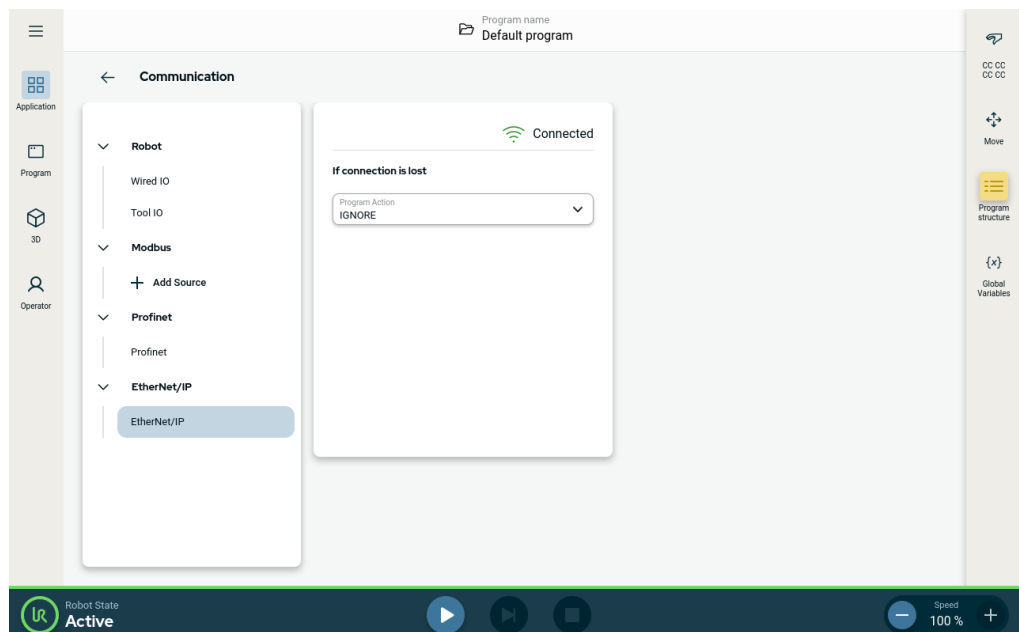 Program name
Default program
Application
Program
3D
Operator
Communication
Robot
Wired IO
Tool IO
Modbus
Add Source
Profinet
Profinet
EtherNet/IP
EtherNet/IP
Connected
If connection is lost
Program Action
IGNORE
CC CC
CC CC
Move
Program
structure
{x}
Global
Variables
UR
Robot State
Active
Speed
100 %